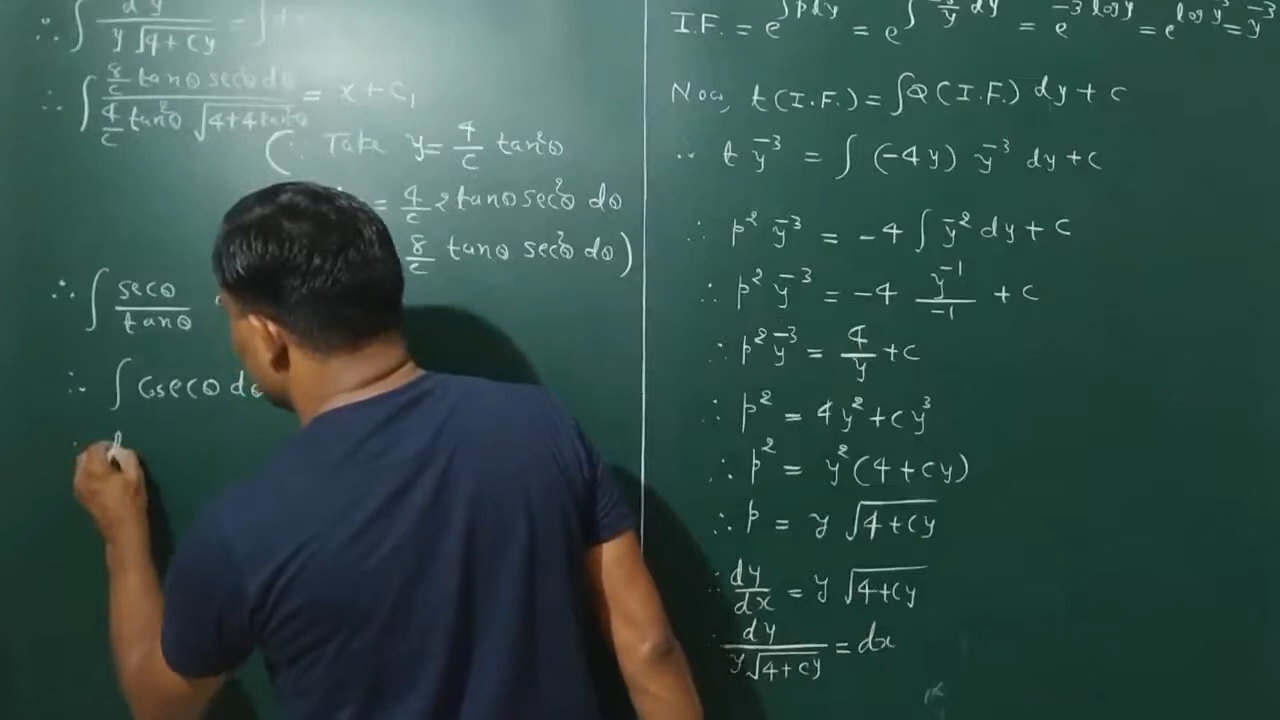 ∴ ∫ dy / y√(4+cy) = ∫ dx
∴ ∫ (8/c tanθ sec²θ dθ) / (4/c tan²θ √(4+4tan²θ)) = x + c₁
(∵ Take y = 4/c tan²θ
= 4/c 2 tanθ sec²θ dθ
8/c tanθ sec²θ dθ)
∴ ∫ secθ / tanθ
∴ ∫ Cosecθ dθ
I.F. = e^∫pdy = e^∫-3/y dy = e^-3 log y = e^log y^-3 = y^-3
Now, t(I.F.) = ∫Q(I.F.) dy + c
∴ t y^-3 = ∫ (-4y) y^-3 dy + c
∴ p² y^-3 = -4 ∫ y^-2 dy + c
∴ p² y^-3 = -4 y^-1 / -1 + c
∴ p² y^-3 = 4/y + c
∴ p² = 4y² + cy³
∴ p² = y²(4+cy)
∴ p = y √(4+cy)
∴ dy/dx = y √(4+cy)
∴ dy / y√(4+cy) = dx